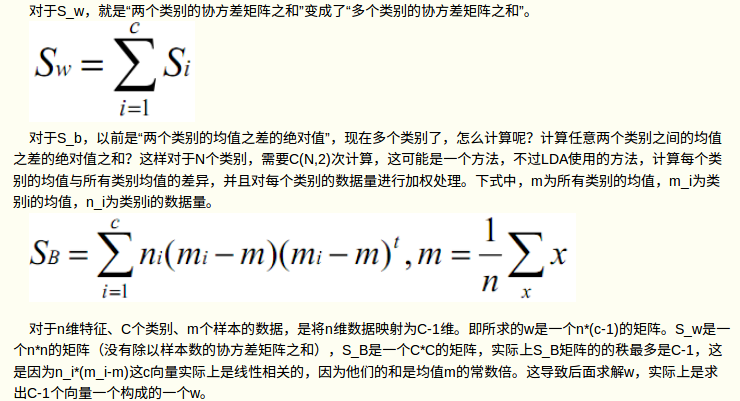 对于S_w，就是“两个类别的协方差矩阵之和”变成了“多个类别的协方差矩阵之和”。
S_w = \sum_{i=1}^{c} S_i
对于S_b，以前是“两个类别的均值之差的绝对值”，现在多个类别了，怎么计算呢？计算任意两个类别之间的均值
之差的绝对值之和？这样对于N个类别，需要C(N,2)次计算，这可能是一个方法，不过LDA使用的方法，计算每个类
别的均值与所有类别均值的差异，并且对每个类别的数据量进行加权处理。下式中，m为所有类别的均值，m_i为类
别i的均值，n_i为类别i的数据量。
S_B = \sum_{i=1}^{c} n_i(m_i − m)(m_i − m)^t , m = \frac{1}{n} \sum_{x} x
对于n维特征、C个类别、m个样本的数据，是将n维数据映射为C-1维。即所求的w是一个n*(c-1)的矩阵。S_w是一
个n*n的矩阵（没有除以样本数的协方差矩阵之和），S_B是一个C*C的矩阵，实际上S_B矩阵的的秩最多是C-1，这
是因为n_i*(m_i-m)这c向量实际上是线性相关的，因为他们的和是均值m的常数倍。这导致后面求解w，实际上是求
出C-1个向量一个构成的一个w。